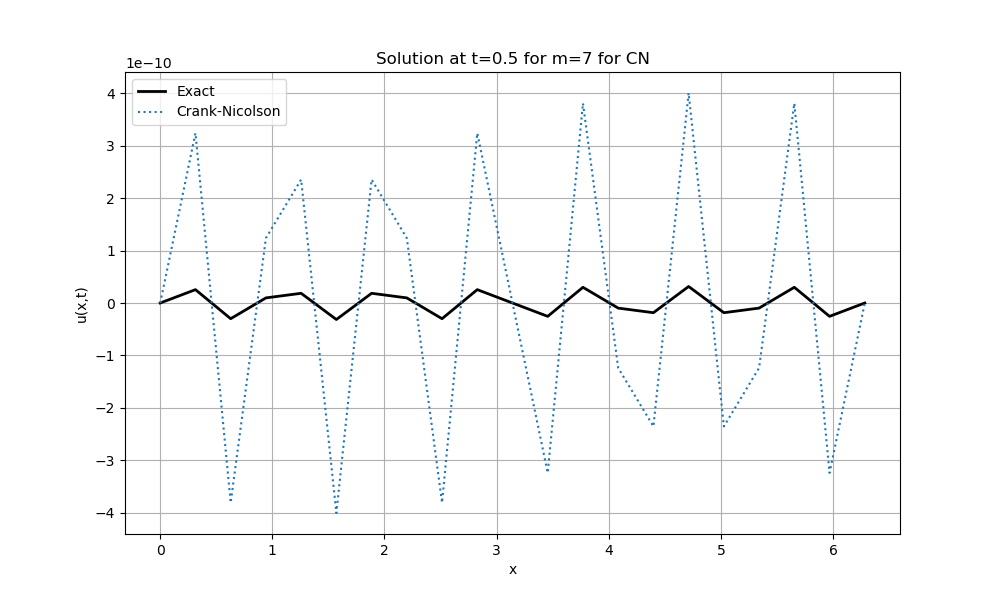 Solution at t=0.5 for m=7 for CN
1e−10
Exact
Crank-Nicolson
4
3
2
1
0
−1
−2
−3
−4
u(x,t)
0 1 2 3 4 5 6
x